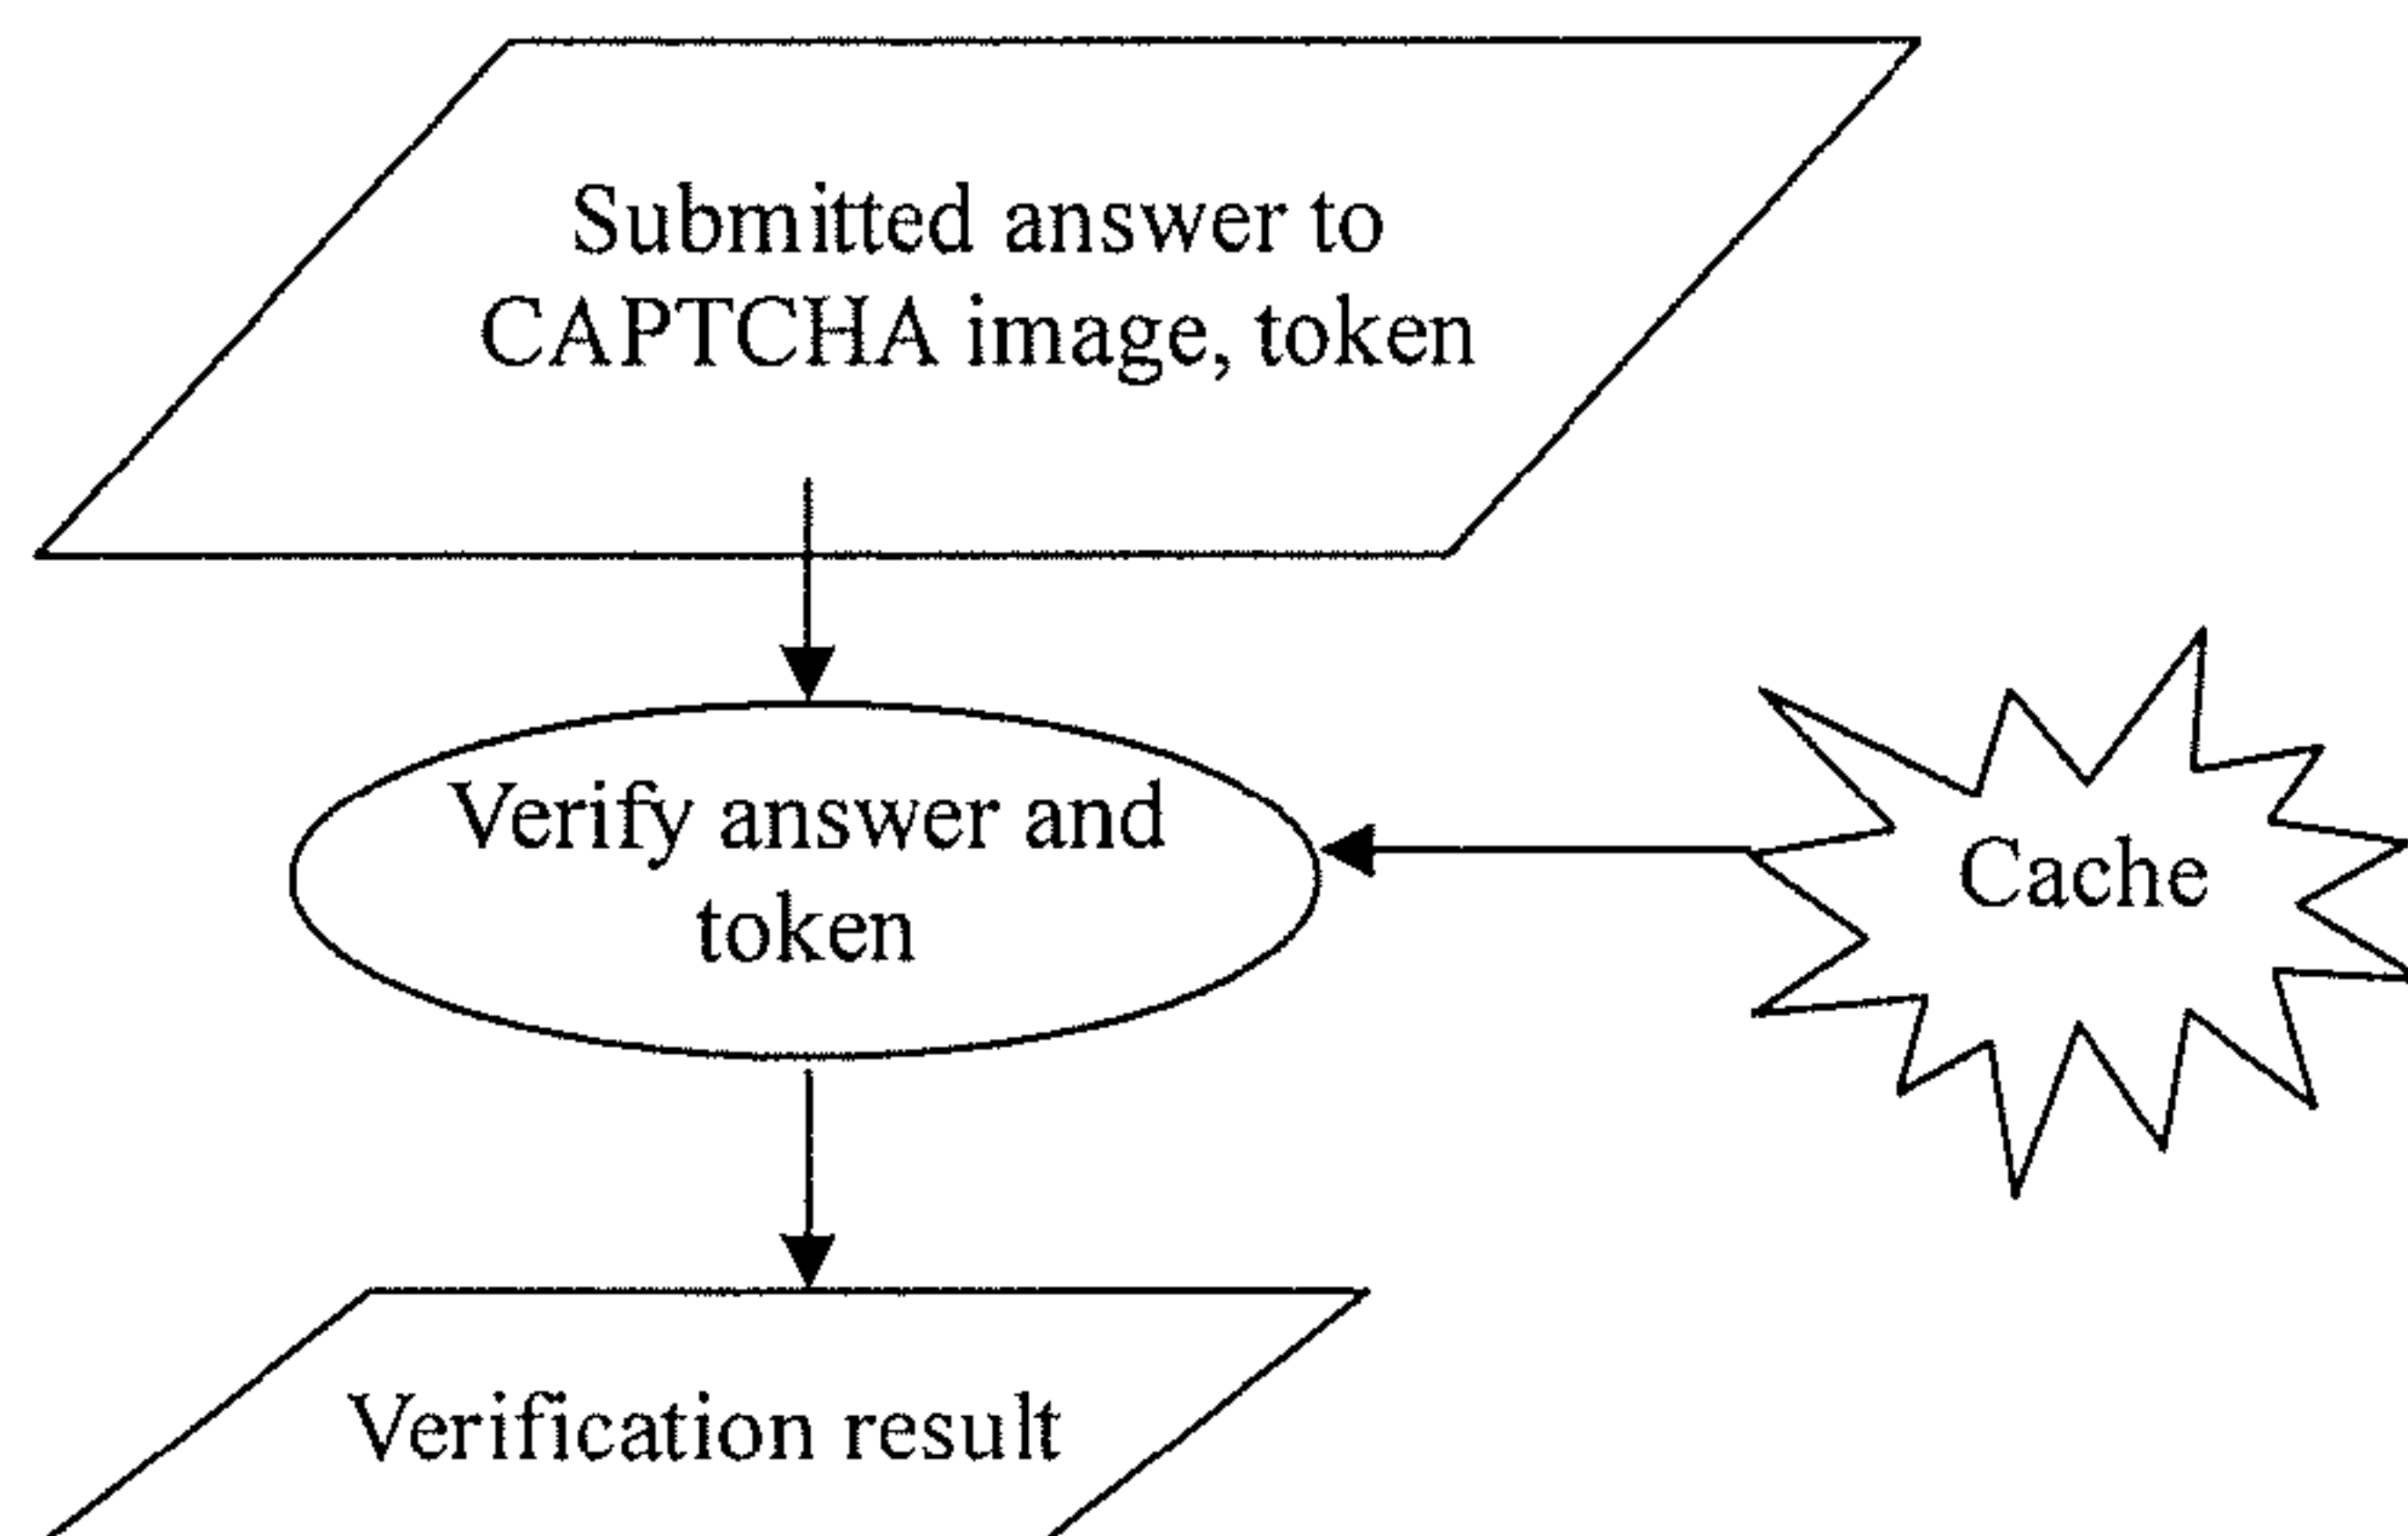 Submitted answer to
CAPTCHA image, token
Verify answer and
token
Cache
Verification result